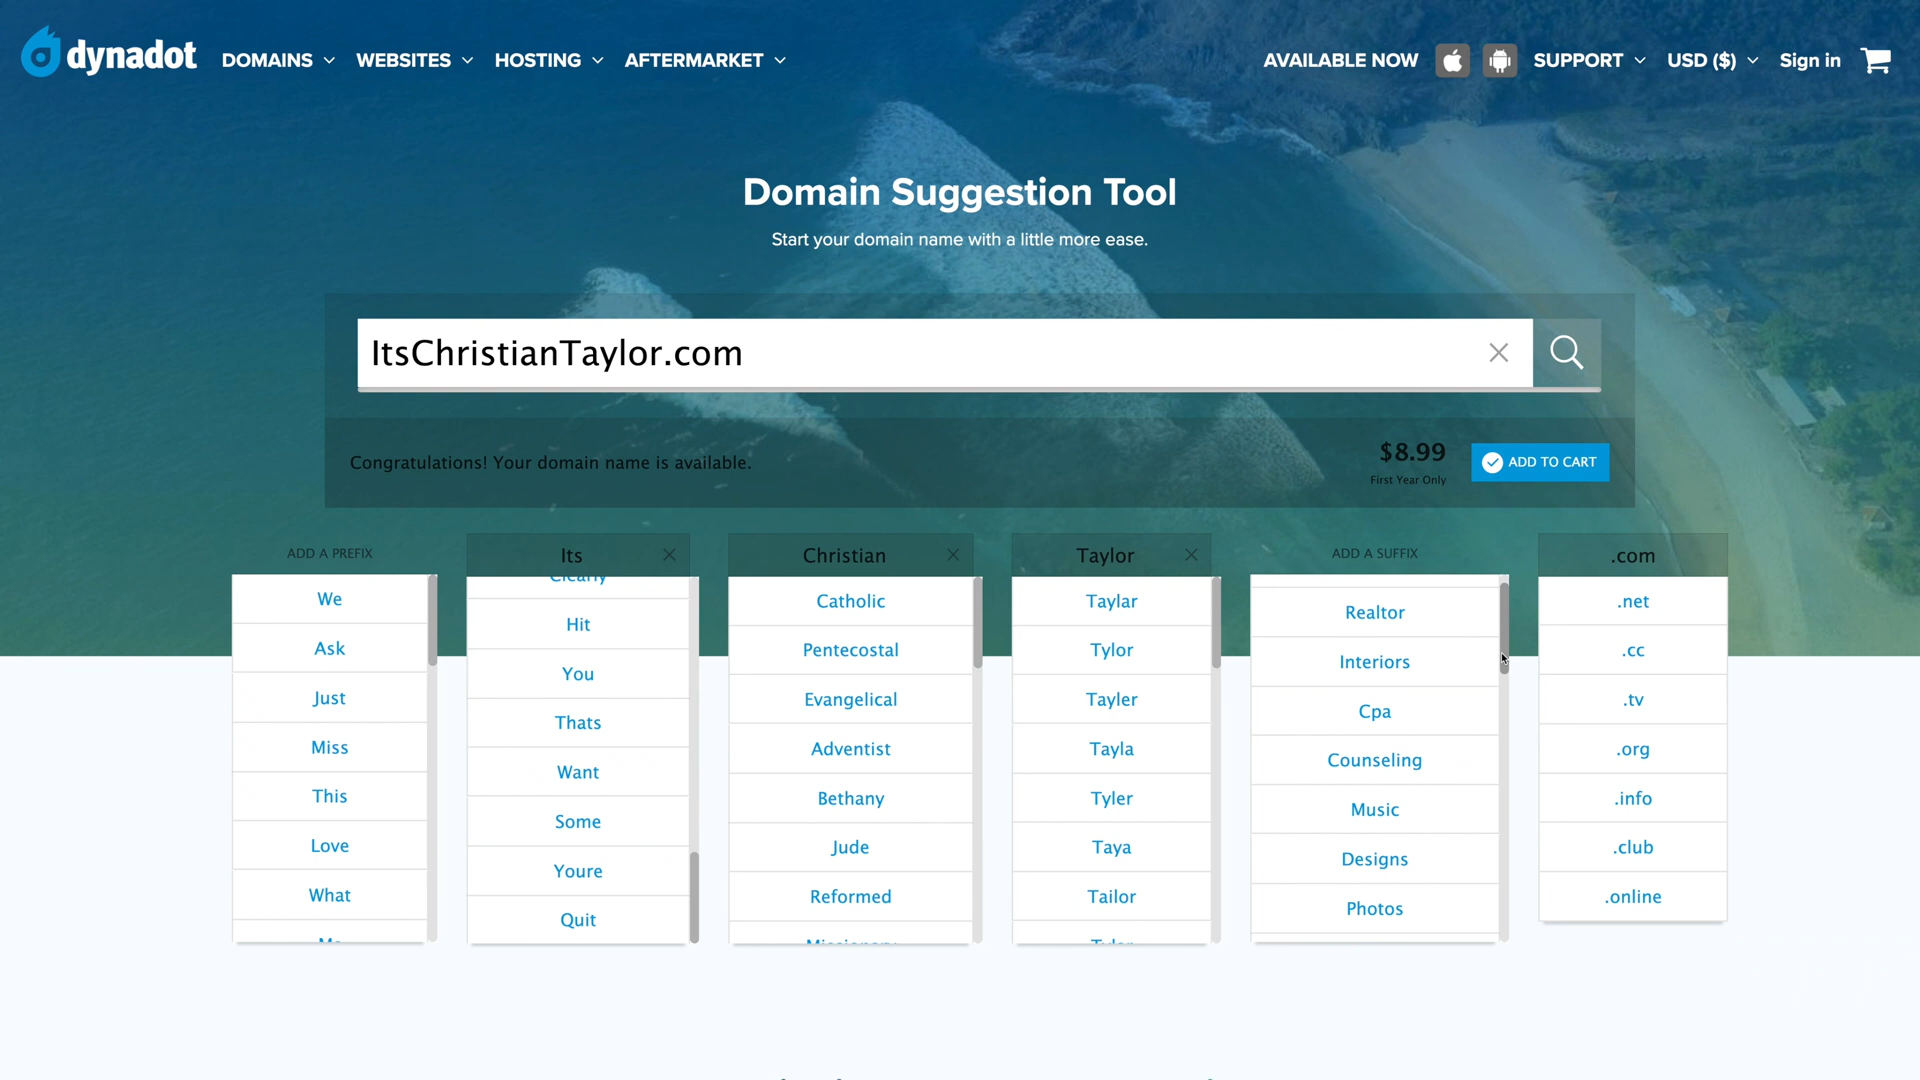 dynadot
DOMAINS
WEBSITES
HOSTING
AFTERMARKET
AVAILABLE NOW
SUPPORT
USD ($)
Sign in
Domain Suggestion Tool
Start your domain name with a little more ease.
ItsChristianTaylor.com
Congratulations! Your domain name is available.
$8.99
First Year Only
ADD TO CART
ADD A PREFIX
We
Ask
Just
Miss
This
Love
What
Its
Clearly
Hit
You
Thats
Want
Some
Youre
Quit
Christian
Catholic
Pentecostal
Evangelical
Adventist
Bethany
Jude
Reformed
Taylor
Taylar
Tylor
Tayler
Tayla
Tyler
Taya
Tailor
ADD A SUFFIX
Realtor
Interiors
Cpa
Counseling
Music
Designs
Photos
.com
.net
.cc
.tv
.org
.info
.club
.online